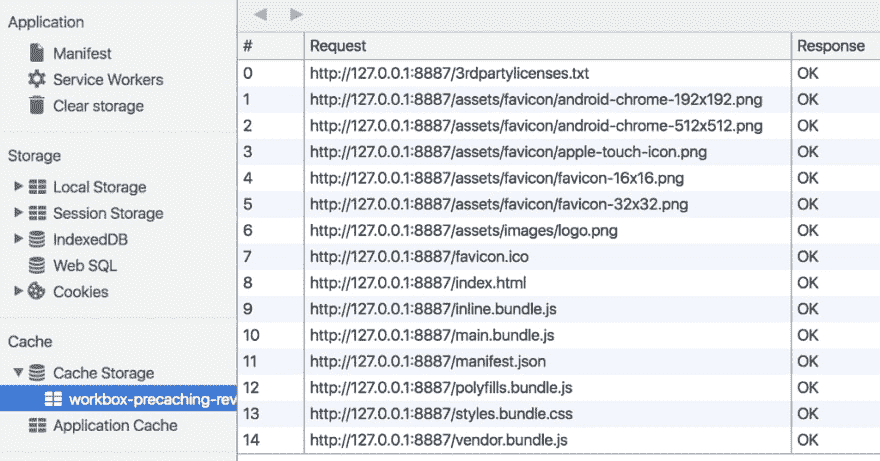 Application
Manifest
Service Workers
Clear storage
Storage
Local Storage
Session Storage
IndexedDB
Web SQL
Cookies
Cache
Cache Storage
workbox-precaching-rev
Application Cache
# Request Response
0 http://127.0.0.1:8887/3rdpartylicenses.txt OK
1 http://127.0.0.1:8887/assets/favicon/android-chrome-192x192.png OK
2 http://127.0.0.1:8887/assets/favicon/android-chrome-512x512.png OK
3 http://127.0.0.1:8887/assets/favicon/apple-touch-icon.png OK
4 http://127.0.0.1:8887/assets/favicon/favicon-16x16.png OK
5 http://127.0.0.1:8887/assets/favicon/favicon-32x32.png OK
6 http://127.0.0.1:8887/assets/images/logo.png OK
7 http://127.0.0.1:8887/favicon.ico OK
8 http://127.0.0.1:8887/index.html OK
9 http://127.0.0.1:8887/inline.bundle.js OK
10 http://127.0.0.1:8887/main.bundle.js OK
11 http://127.0.0.1:8887/manifest.json OK
12 http://127.0.0.1:8887/polyfills.bundle.js OK
13 http://127.0.0.1:8887/styles.bundle.css OK
14 http://127.0.0.1:8887/vendor.bundle.js OK